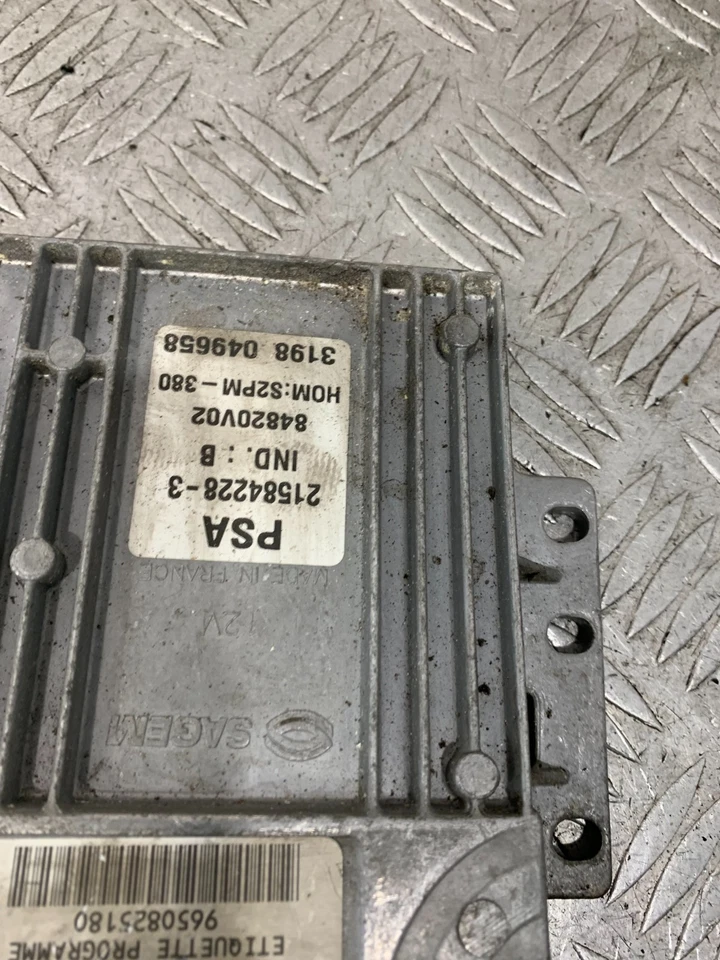 ETIQUETTE PROGRAMME
9650825180
SAGEM
12V
MADE IN FRANCE
PSA
21584228-3
IND. : B
84820V02
HOM:S2PM-380
3198 049658